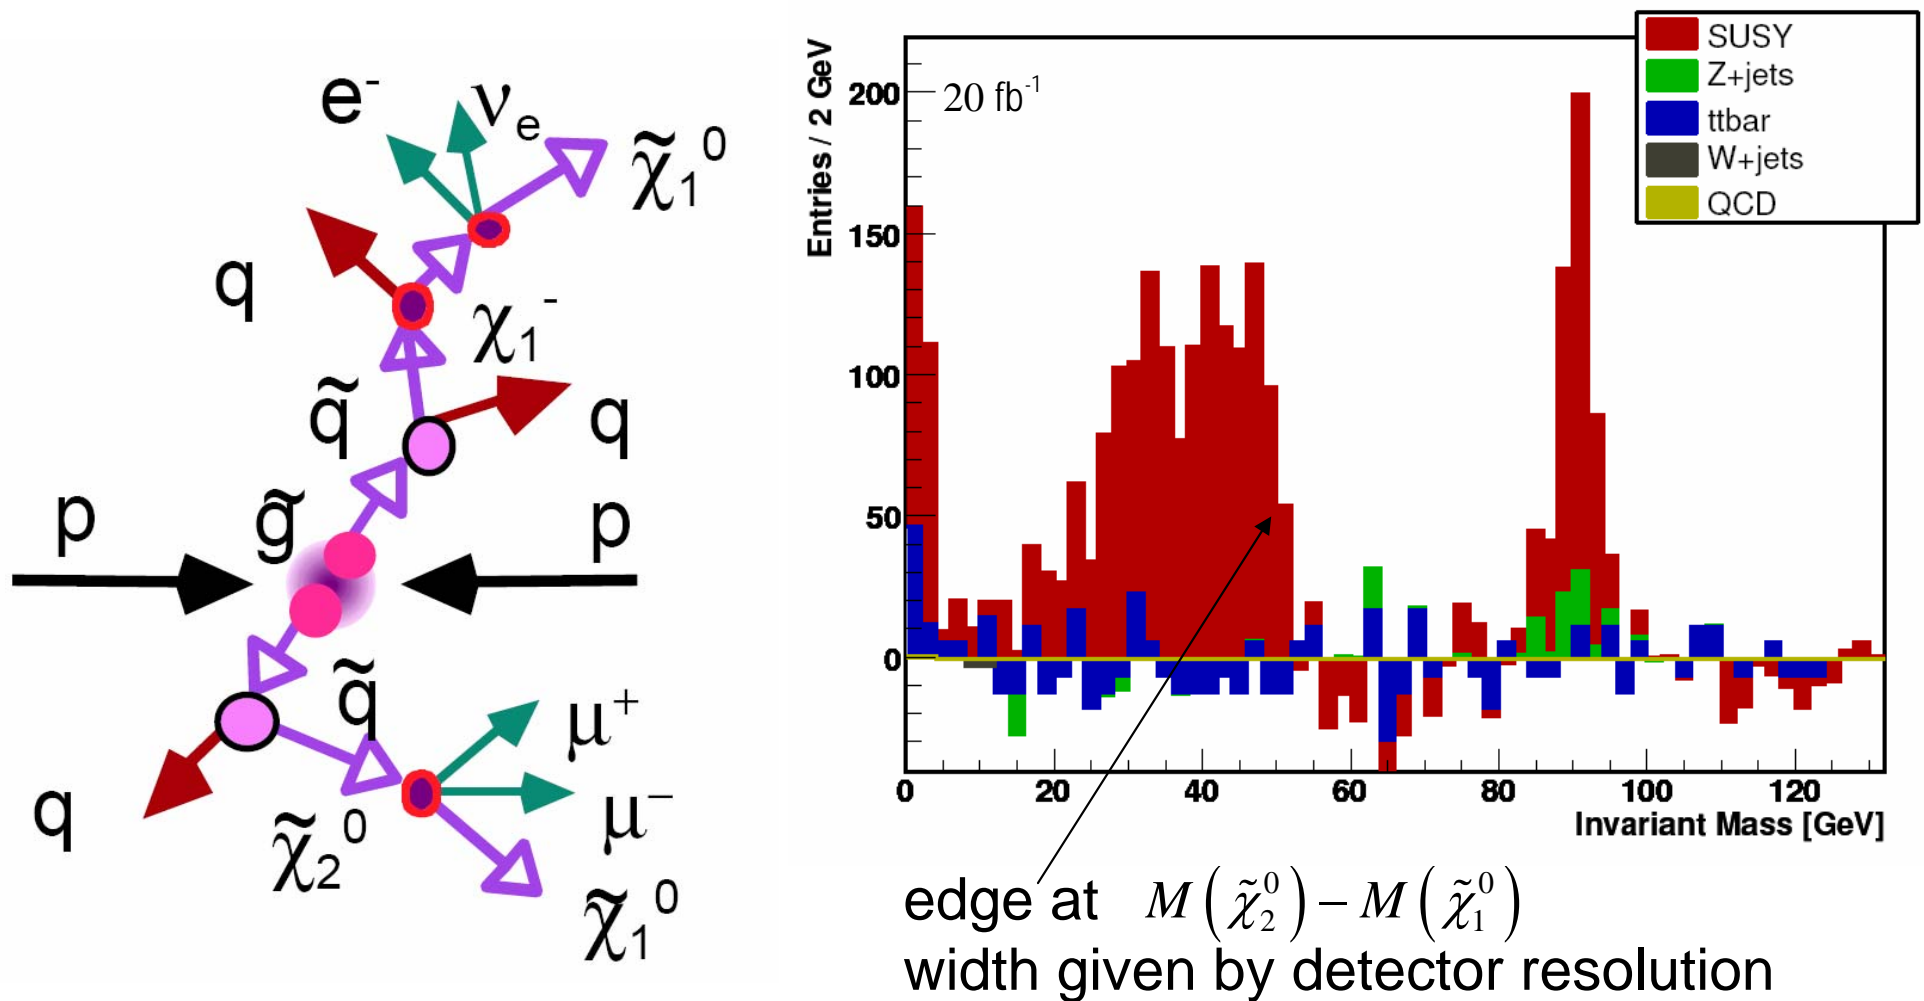 e⁻ νₑ χ̃₁⁰
q
χ₁⁻
q̃ q
p g̃ p
q̃ μ⁺
q χ̃₂⁰ μ⁻
χ̃₁⁰
Entries / 2 GeV
200
150
100
50
0
20 fb⁻¹
SUSY
Z+jets
ttbar
W+jets
QCD
0 20 40 60 80 100 120
Invariant Mass [GeV]
edge at M(χ̃₂⁰) – M(χ̃₁⁰)
width given by detector resolution